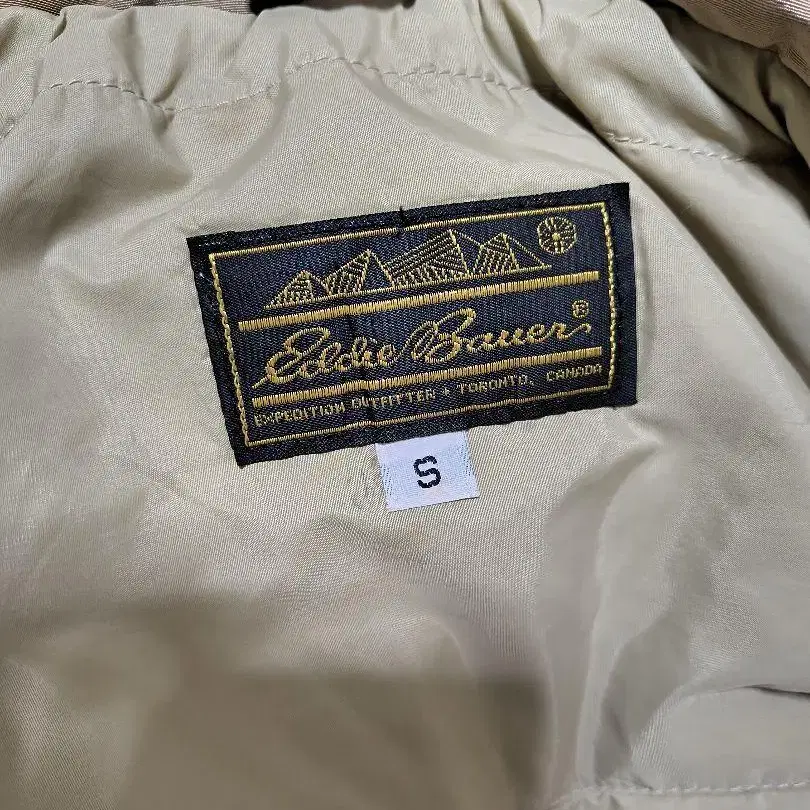 Eddie Bauer®
EXPEDITION OUTFITTER + TORONTO, CANADA
S